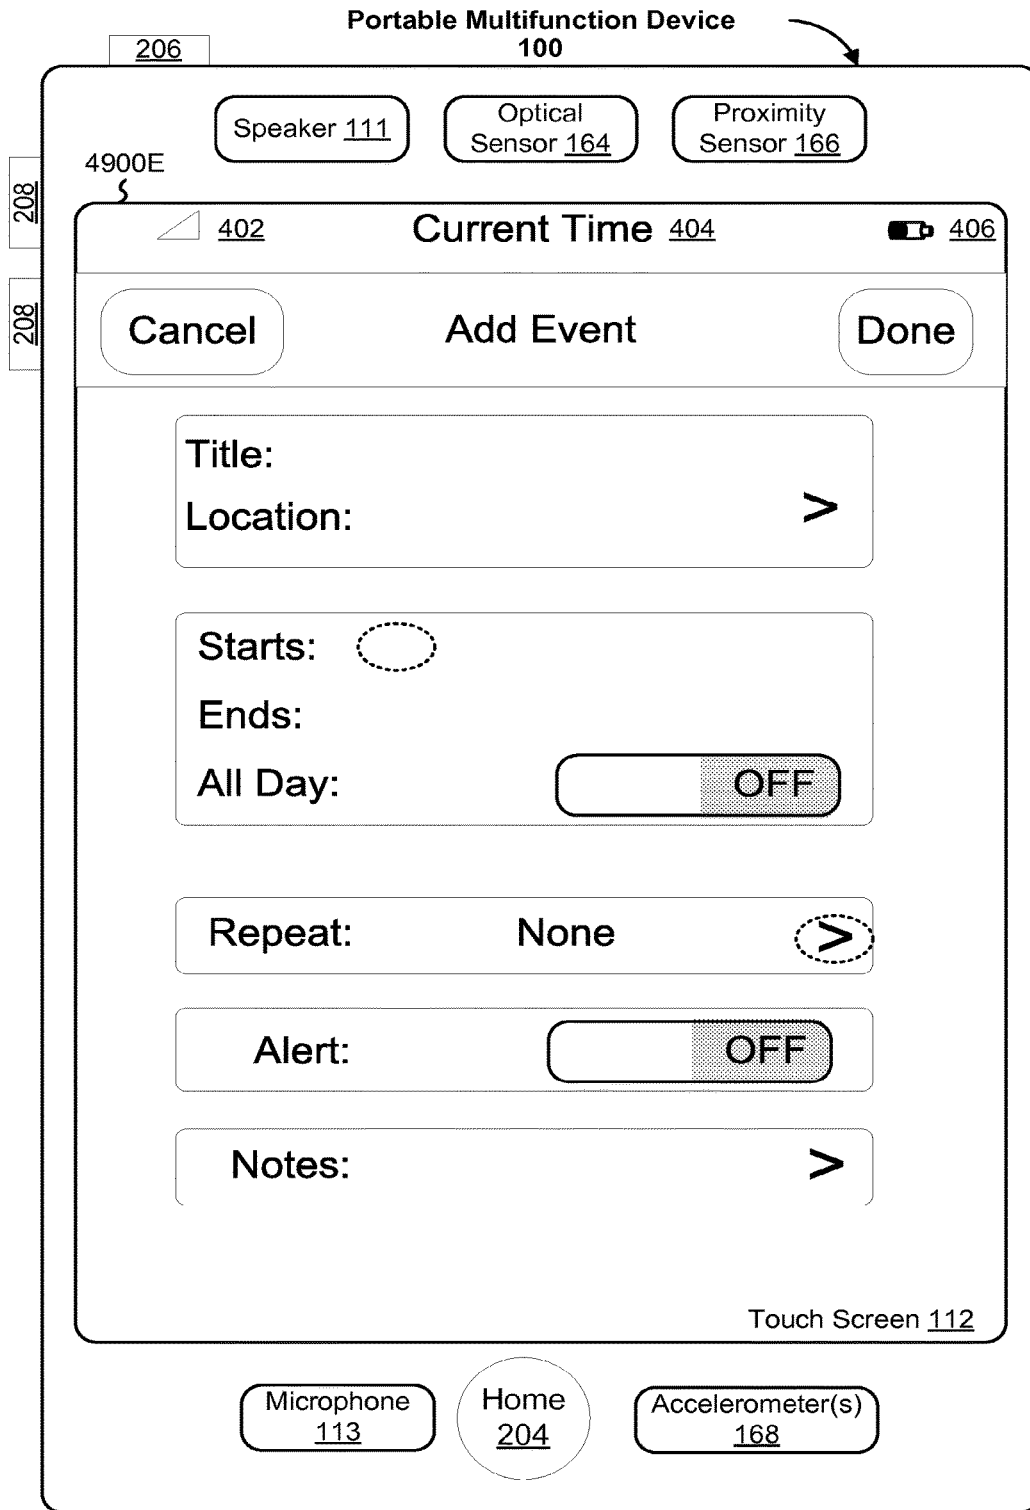 Portable Multifunction Device
100
206
Speaker 111
Optical
Sensor 164
Proximity
Sensor 166
4900E
208
208
402
Current Time 404
406
Cancel
Add Event
Done
Title:
Location:
>
Starts:
Ends:
All Day:
OFF
Repeat:
None
>
Alert:
OFF
Notes:
>
Touch Screen 112
Microphone
113
Home
204
Accelerometer(s)
168